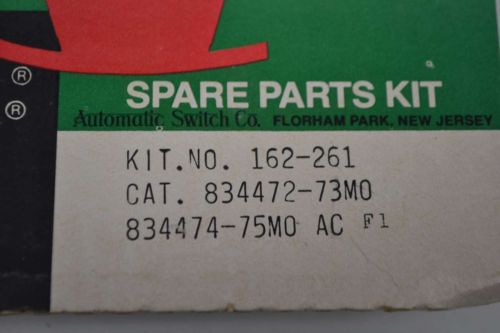 ®
®
SPARE PARTS KIT
Automatic Switch Co. FLORHAM PARK, NEW JERSEY
KIT.NO. 162-261
CAT. 834472-73MO
834474-75MO AC F1